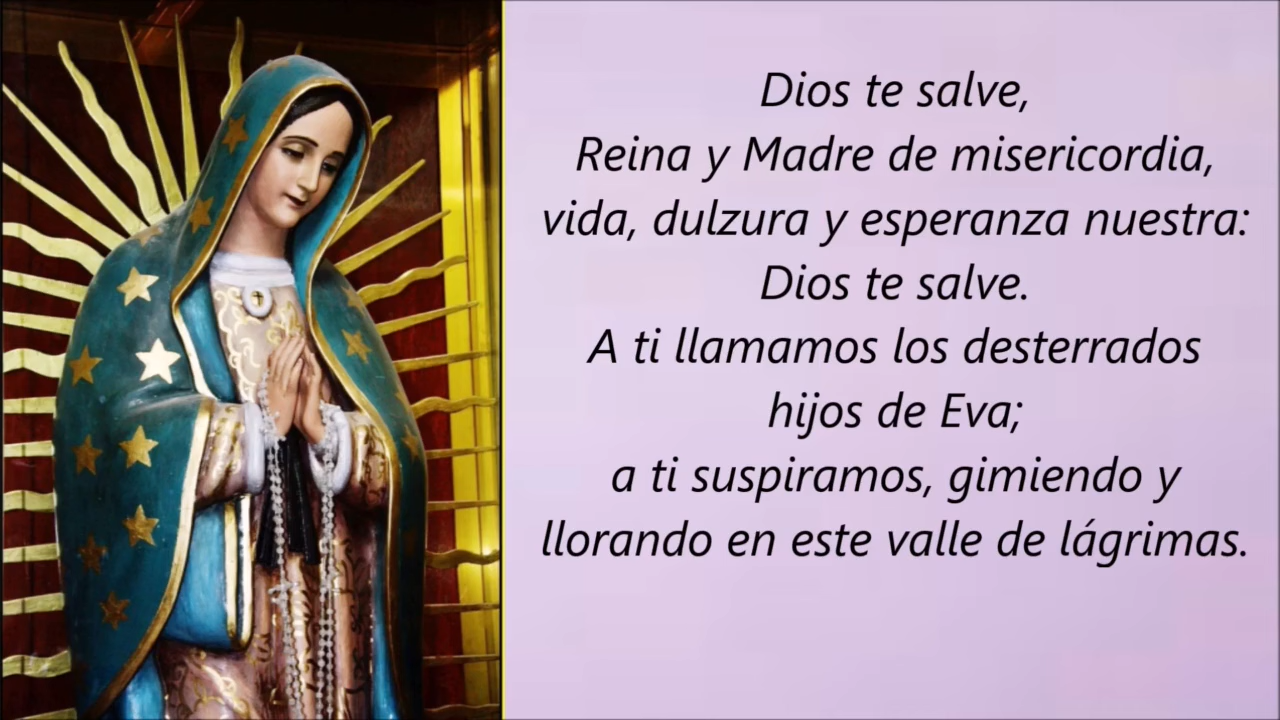 Dios te salve,
Reina y Madre de misericordia,
vida, dulzura y esperanza nuestra:
Dios te salve.
A ti llamamos los desterrados
hijos de Eva;
a ti suspiramos, gimiendo y
llorando en este valle de lágrimas.